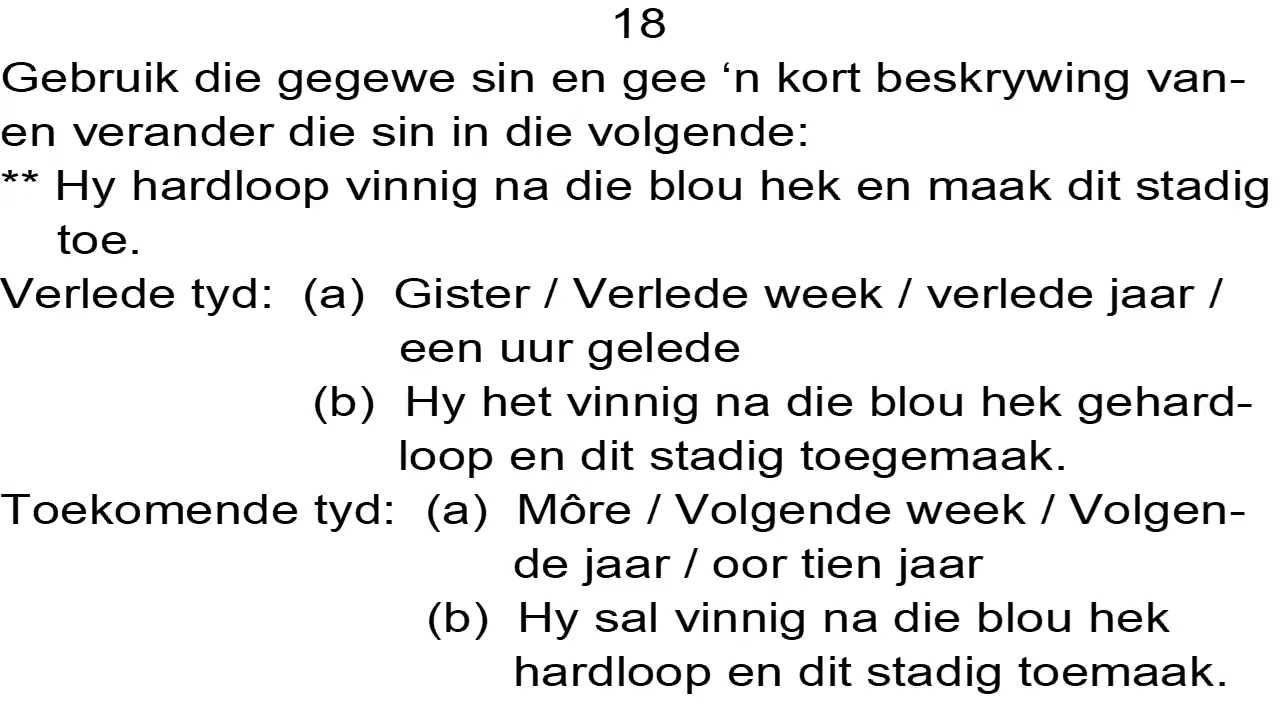 18
Gebruik die gegewe sin en gee ‘n kort beskrywing van-
en verander die sin in die volgende:
** Hy hardloop vinnig na die blou hek en maak dit stadig
toe.
Verlede tyd: (a) Gister / Verlede week / verlede jaar /
een uur gelede
(b) Hy het vinnig na die blou hek gehard-
loop en dit stadig toegemaak.
Toekomende tyd: (a) Môre / Volgende week / Volgen-
de jaar / oor tien jaar
(b) Hy sal vinnig na die blou hek
hardloop en dit stadig toemaak.